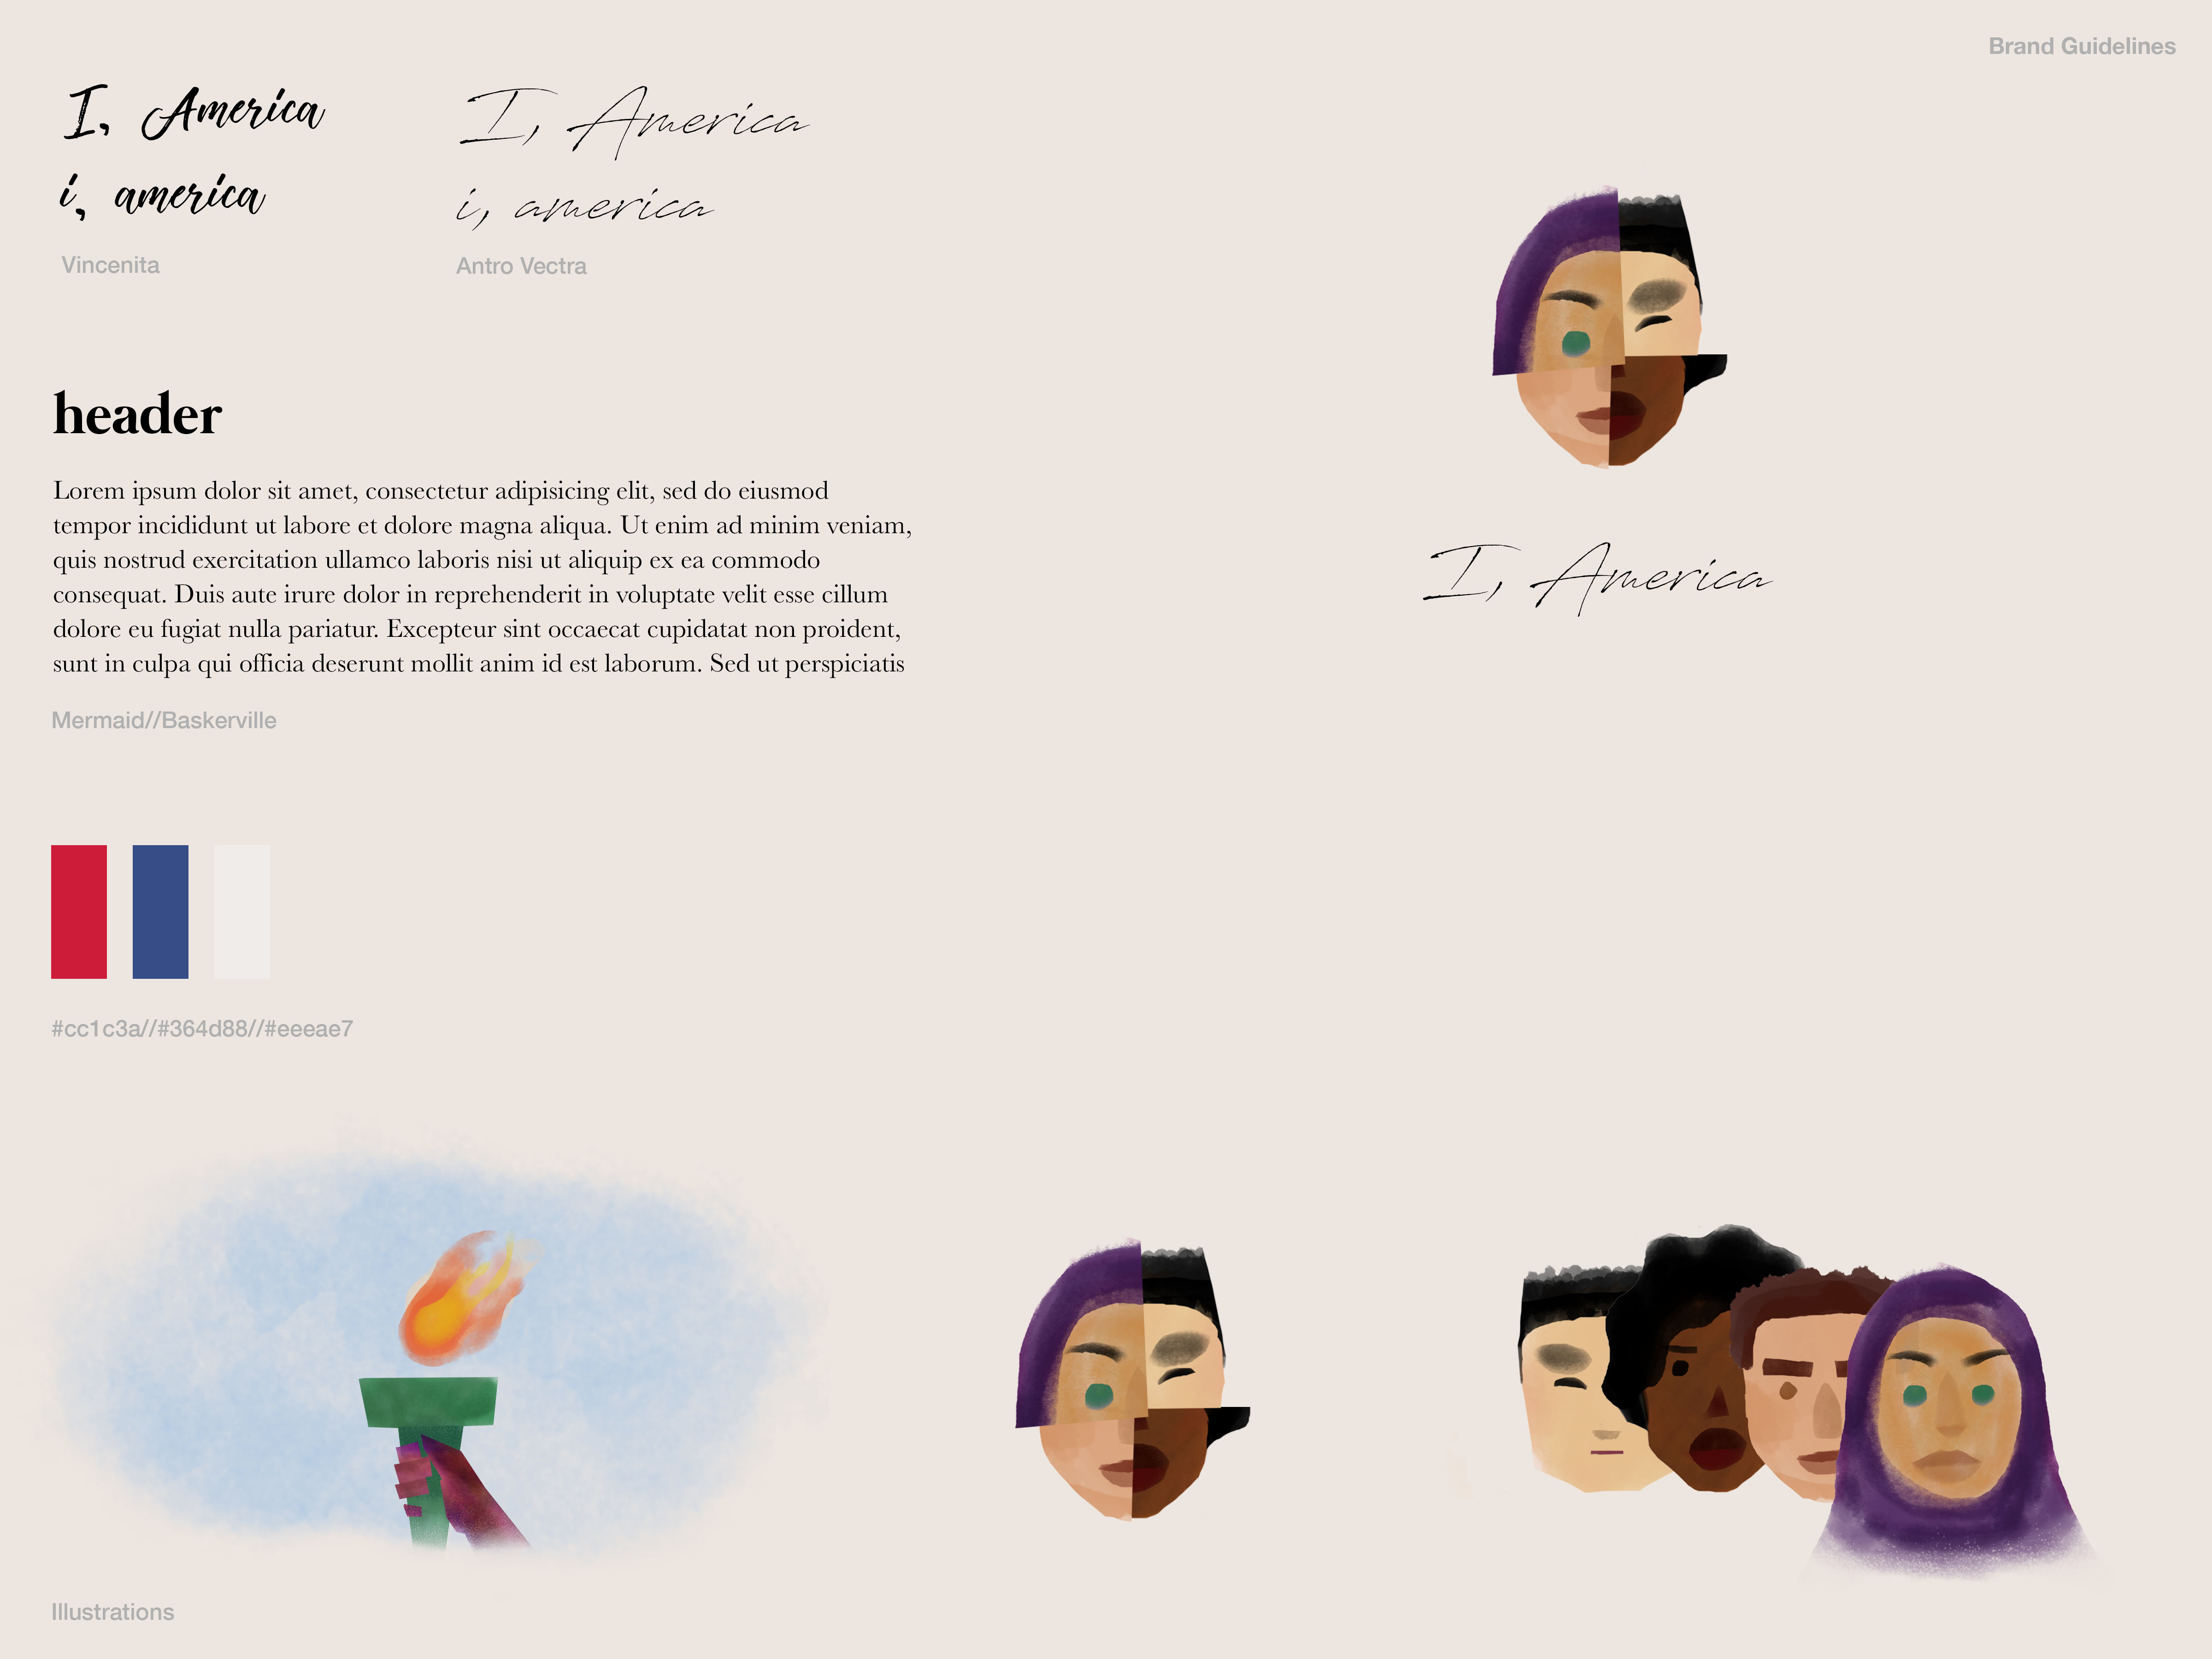 Brand Guidelines
I, America
i, america
Vincenita
I, America
i, america
Antro Vectra
header
Lorem ipsum dolor sit amet, consectetur adipisicing elit, sed do eiusmod
tempor incididunt ut labore et dolore magna aliqua. Ut enim ad minim veniam,
quis nostrud exercitation ullamco laboris nisi ut aliquip ex ea commodo
consequat. Duis aute irure dolor in reprehenderit in voluptate velit esse cillum
dolore eu fugiat nulla pariatur. Excepteur sint occaecat cupidatat non proident,
sunt in culpa qui officia deserunt mollit anim id est laborum. Sed ut perspiciatis
Mermaid//Baskerville
I, America
#cc1c3a//#364d88//#eeeae7
Illustrations